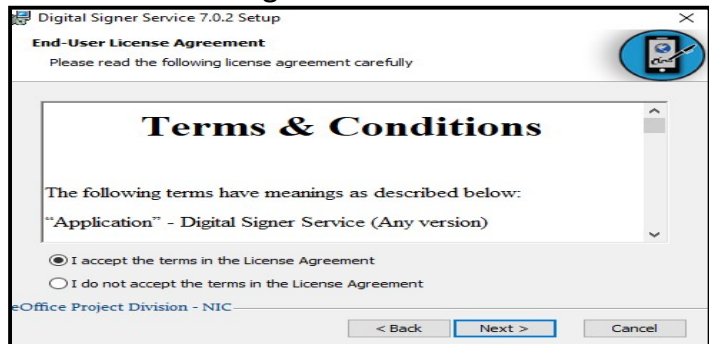 Digital Signer Service 7.0.2 Setup
End-User License Agreement
Please read the following license agreement carefully
Terms & Conditions
The following terms have meanings as described below:
“Application” - Digital Signer Service (Any version)
I accept the terms in the License Agreement
I do not accept the terms in the License Agreement
eOffice Project Division - NIC
< Back Next > Cancel